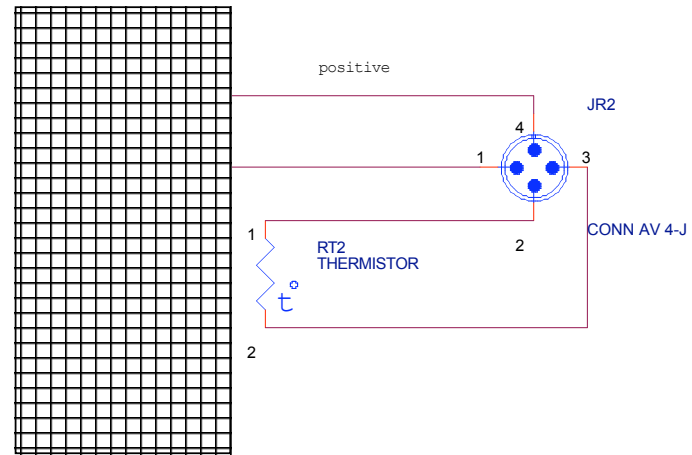 positive
JR2
4
1
3
CONN AV 4-J
2
1
RT2
THERMISTOR
t°
2